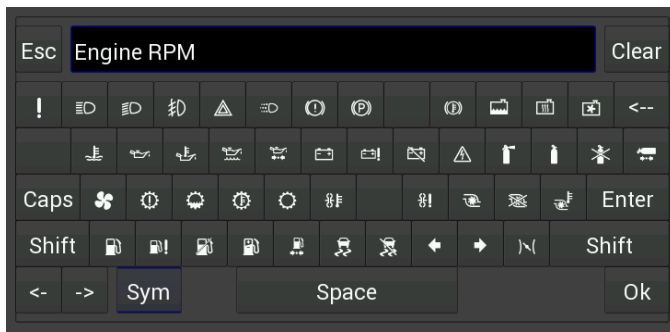 Esc Engine RPM Clear
! <--
Caps Enter
Shift Shift
<- -> Sym Space Ok